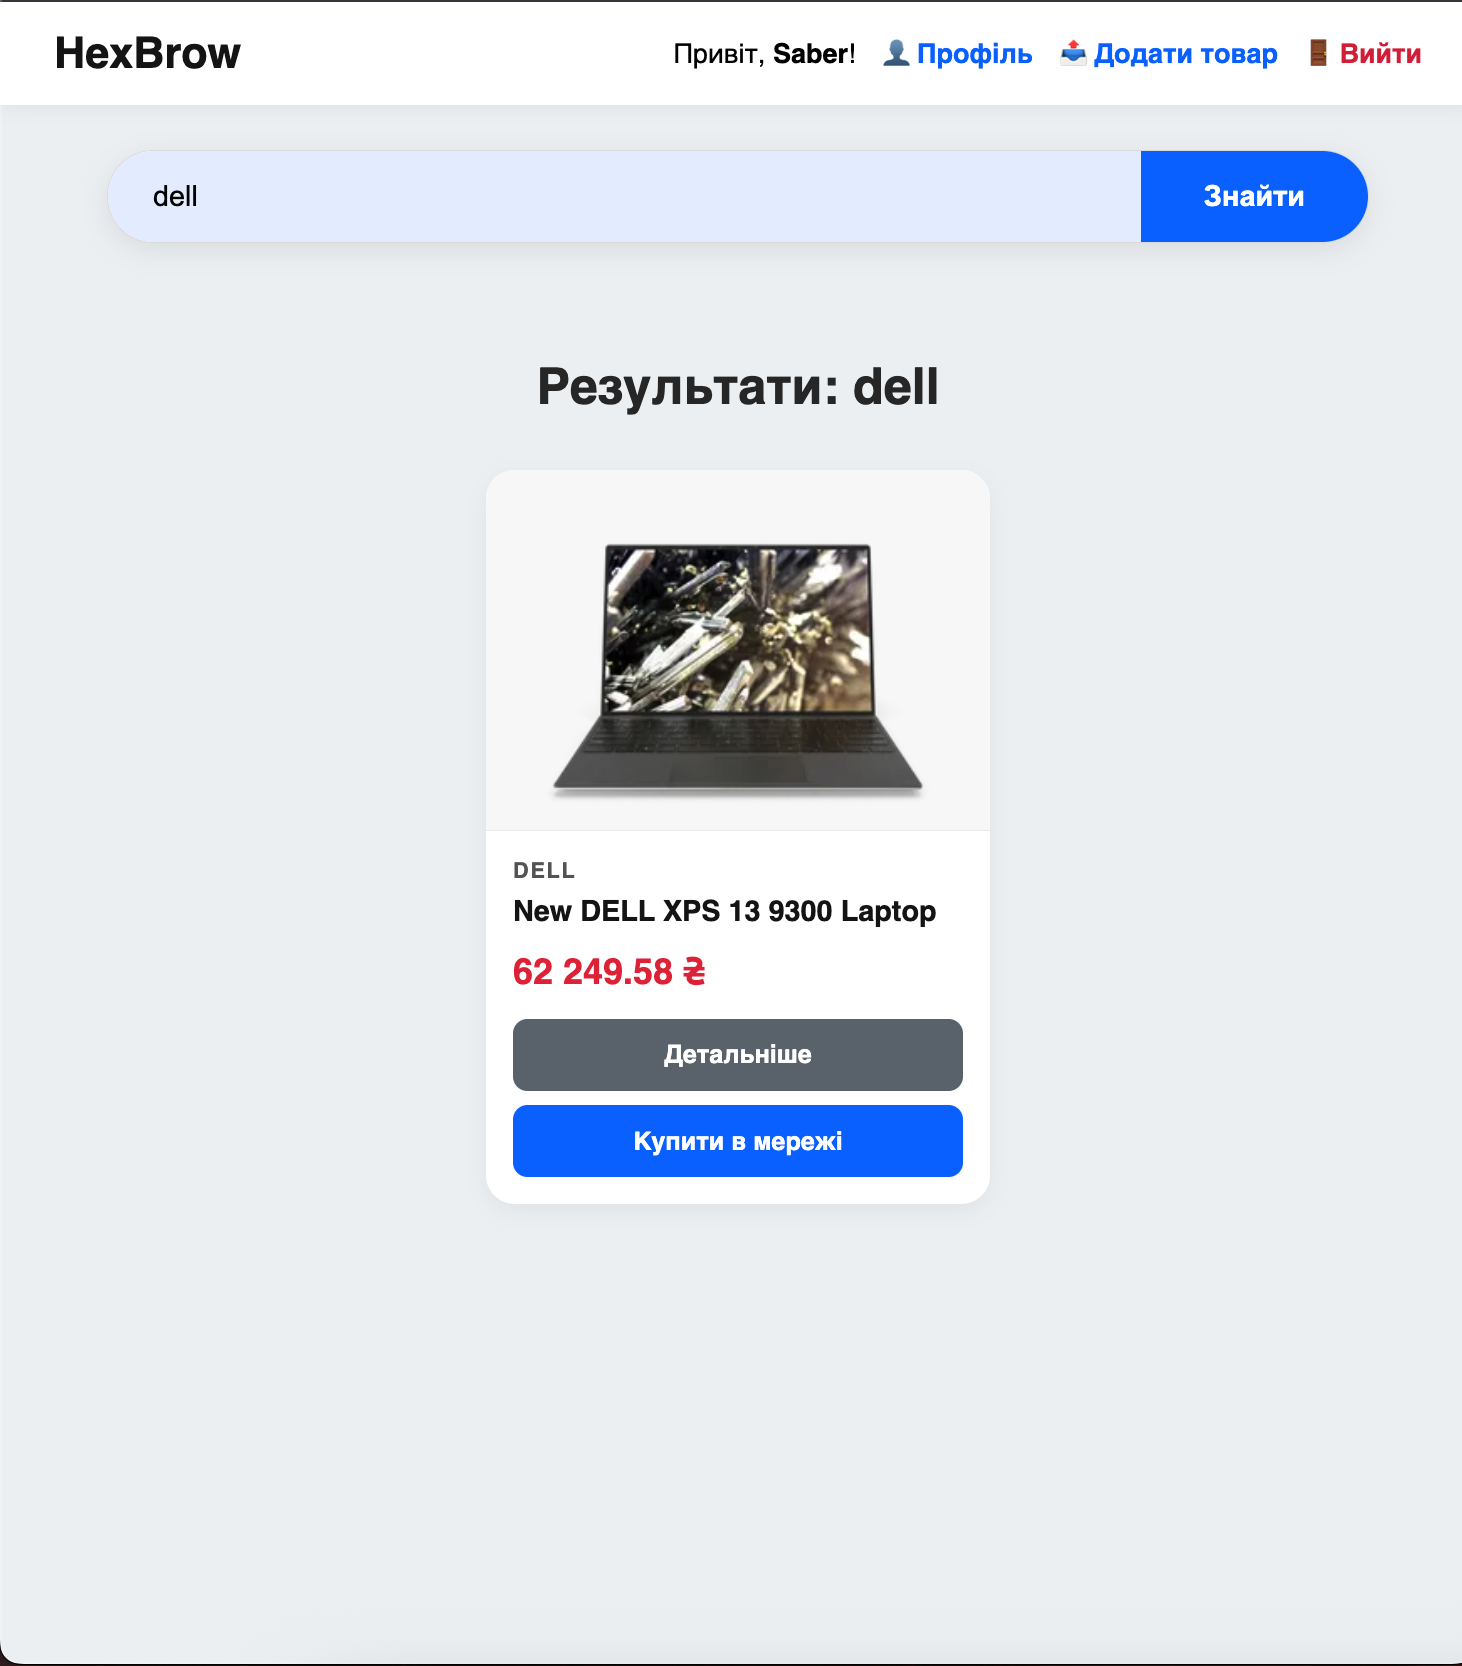 HexBrow
Привіт, Saber! Профіль Додати товар Вийти
dell
Знайти
Результати: dell
DELL
New DELL XPS 13 9300 Laptop
62 249.58 ₴
Детальніше
Купити в мережі